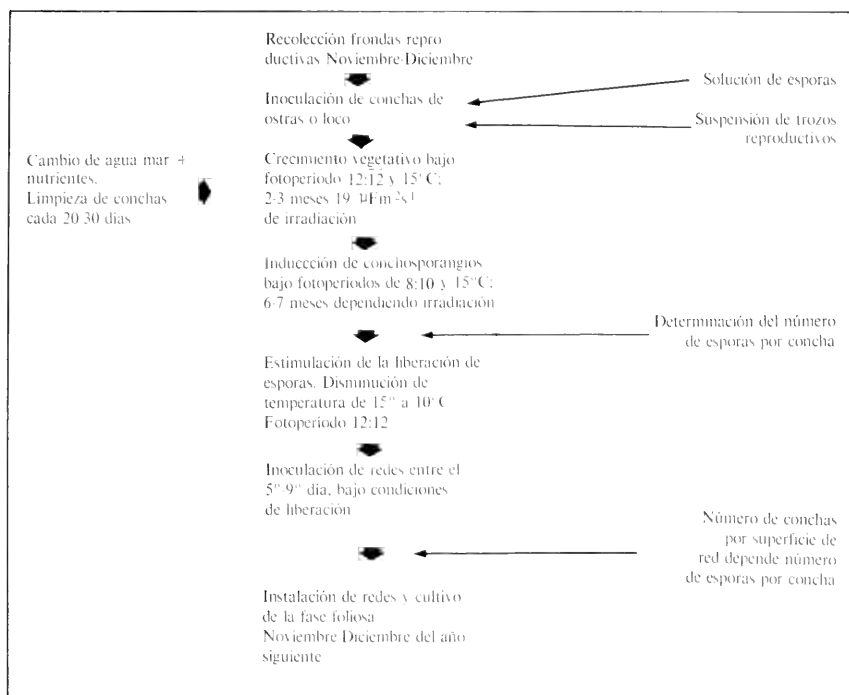 Recolección frondas repro
ductivas Noviembre-Diciembre
Solución de esporas
Inoculación de conchas de
ostras o loco
Suspensión de trozos
reproductivos
Cambio de agua mar +
nutrientes.
Limpieza de conchas
cada 20-30 días
Crecimiento vegetativo bajo
fotoperíodo 12:12 y 15°C;
2-3 meses 19 µEm⁻²s⁻¹
de irradiación
Induccción de conchosporangios
bajo fotoperíodos de 8:10 y 15°C;
6-7 meses dependiendo irradiación
Determinación del número
de esporas por concha
Estimulación de la liberación de
esporas. Disminución de
temperatura de 15° a 10°C
Fotoperíodo 12:12
Inoculación de redes entre el
5°-9° día, bajo condiciones
de liberación
Número de conchas
por superficie de
red depende número
de esporas por concha
Instalación de redes y cultivo
de la fase foliosa
Noviembre Diciembre del año
siguiente